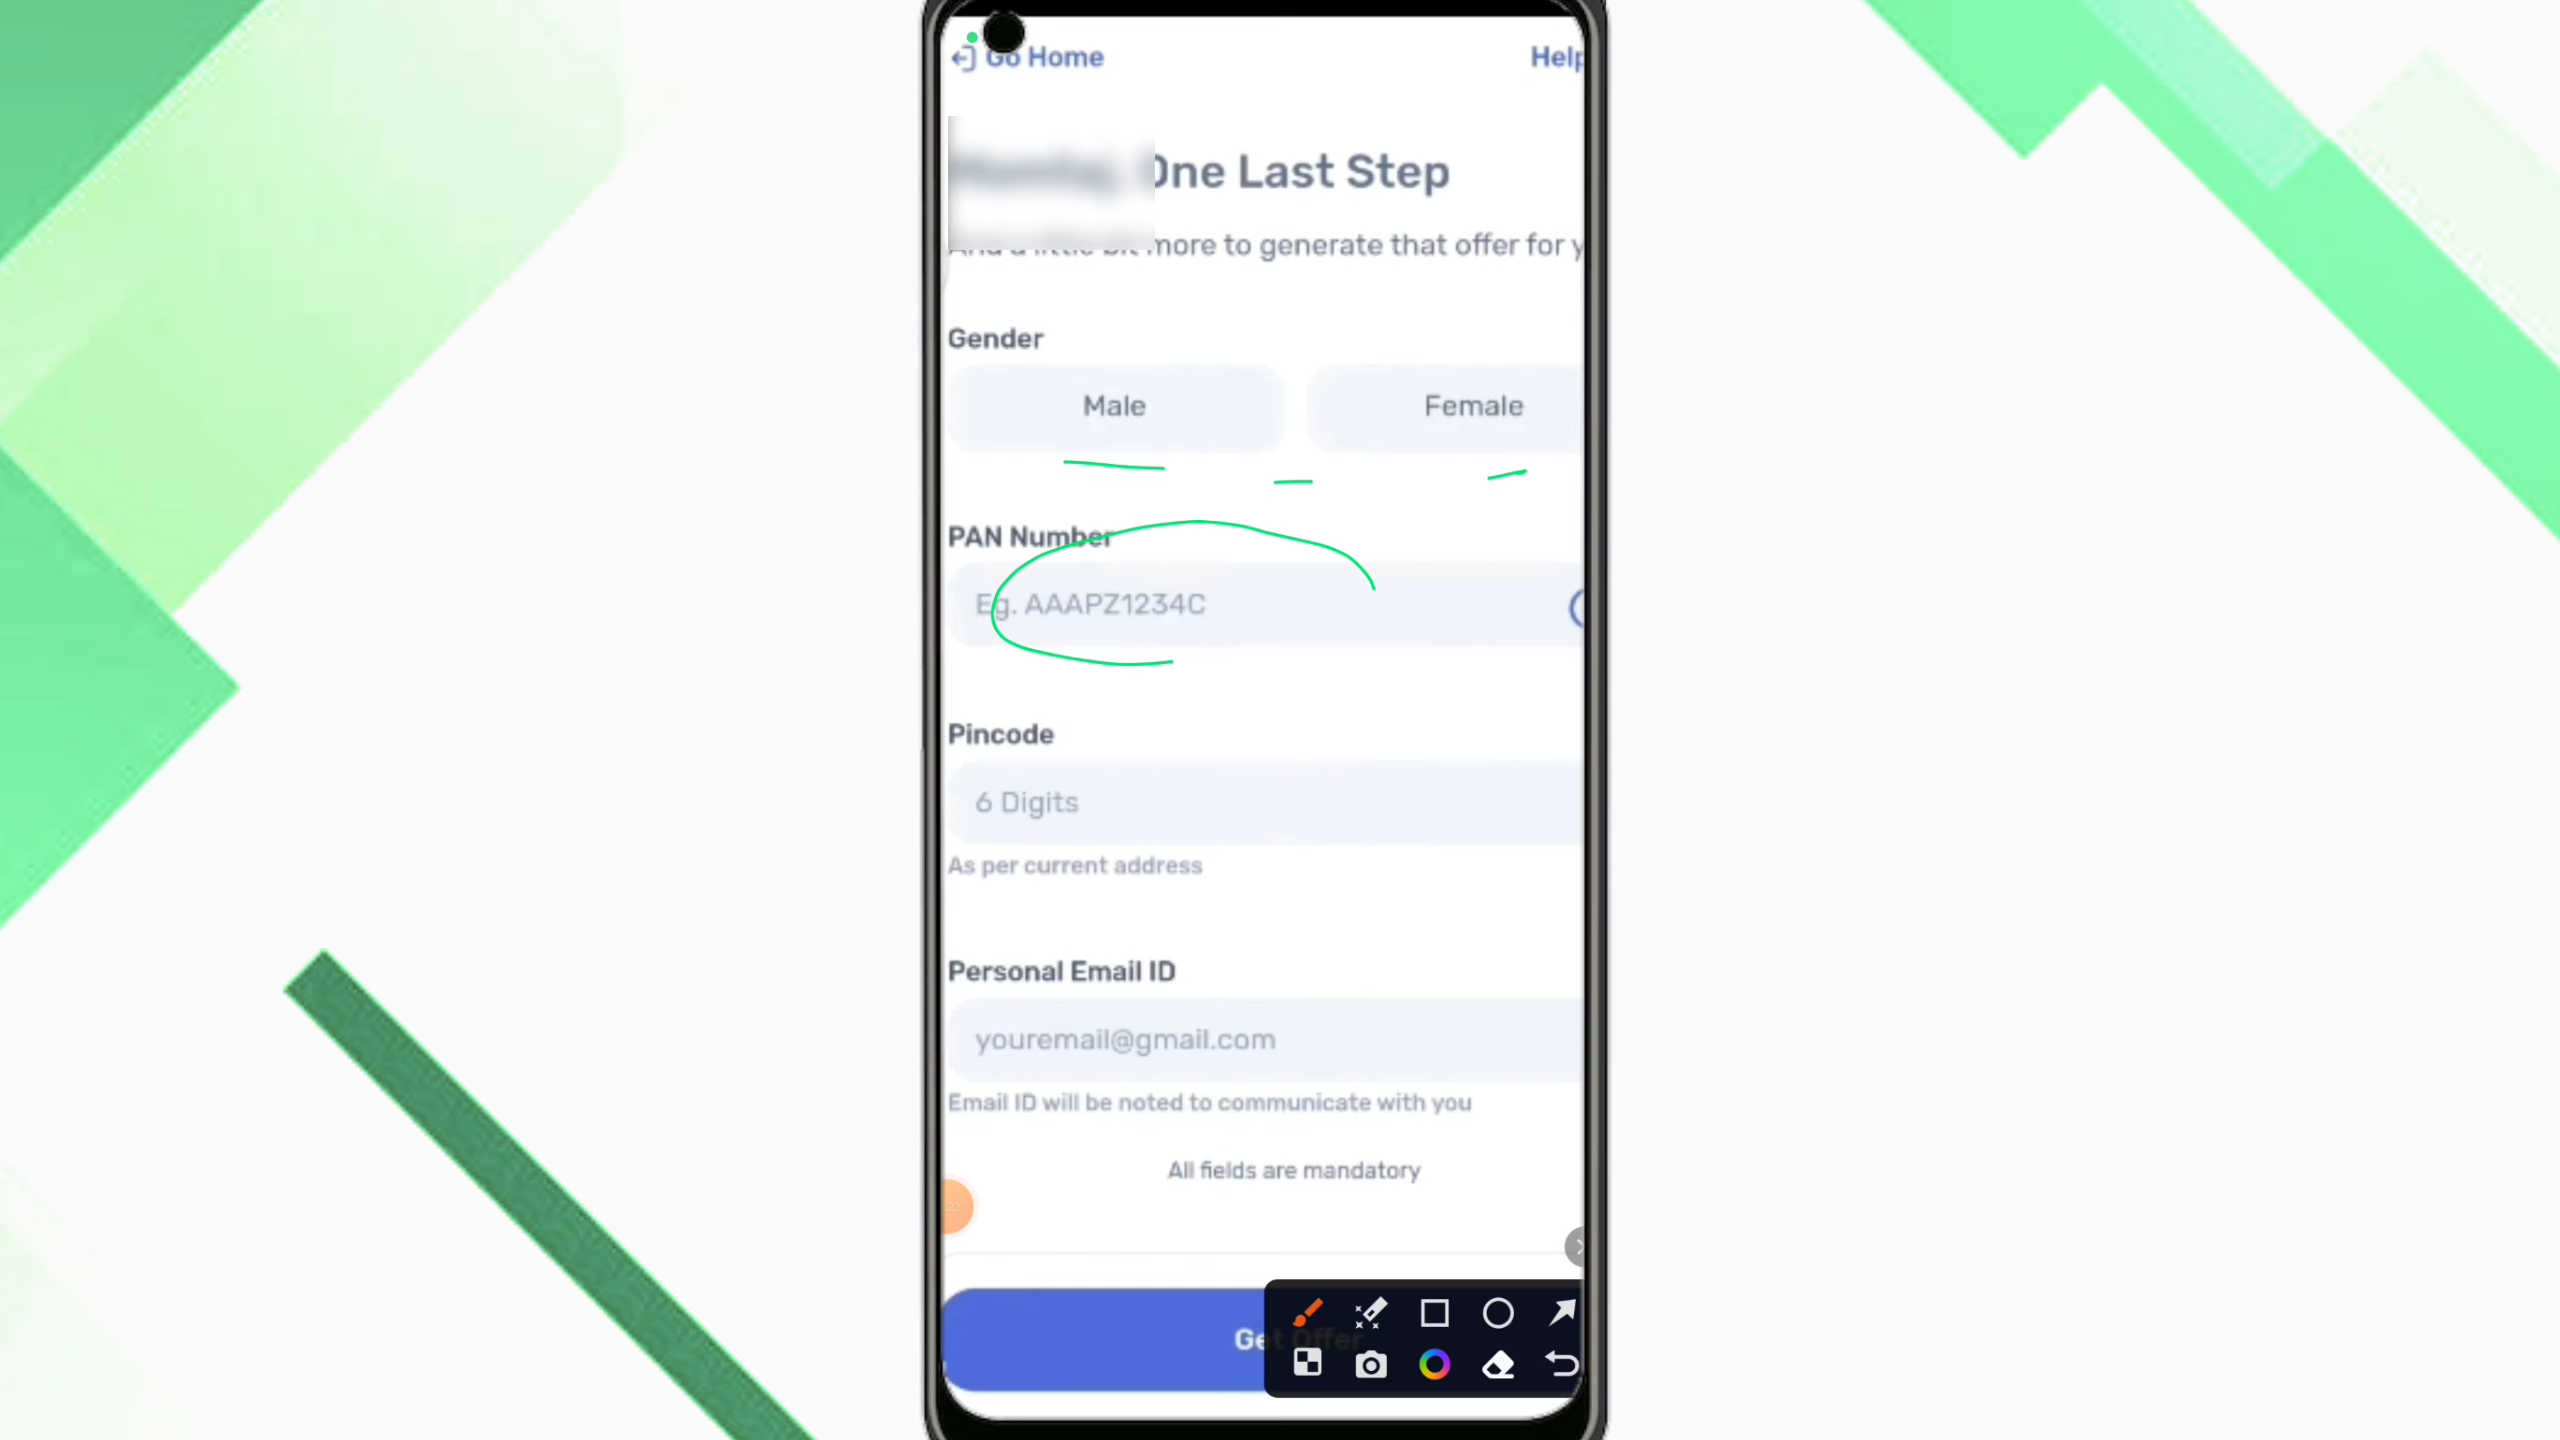 Go Home
Help
One Last Step
more to generate that offer for y
Gender
Male
Female
PAN Number
Eg. AAAPZ1234C
Pincode
6 Digits
As per current address
Personal Email ID
youremail@gmail.com
Email ID will be noted to communicate with you
All fields are mandatory
Get Offer